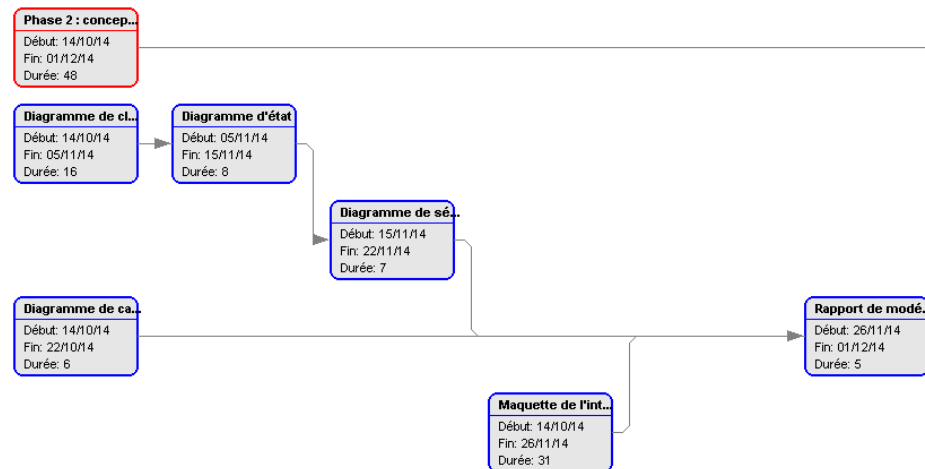 Phase 2 : concep...
Début: 14/10/14
Fin: 01/12/14
Durée: 48
Diagramme de cl...
Début: 14/10/14
Fin: 05/11/14
Durée: 16
Diagramme d'état
Début: 05/11/14
Fin: 15/11/14
Durée: 8
Diagramme de sé...
Début: 15/11/14
Fin: 22/11/14
Durée: 7
Diagramme de ca...
Début: 14/10/14
Fin: 22/10/14
Durée: 6
Rapport de modé.
Début: 26/11/14
Fin: 01/12/14
Durée: 5
Maquette de l'int...
Début: 14/10/14
Fin: 26/11/14
Durée: 31